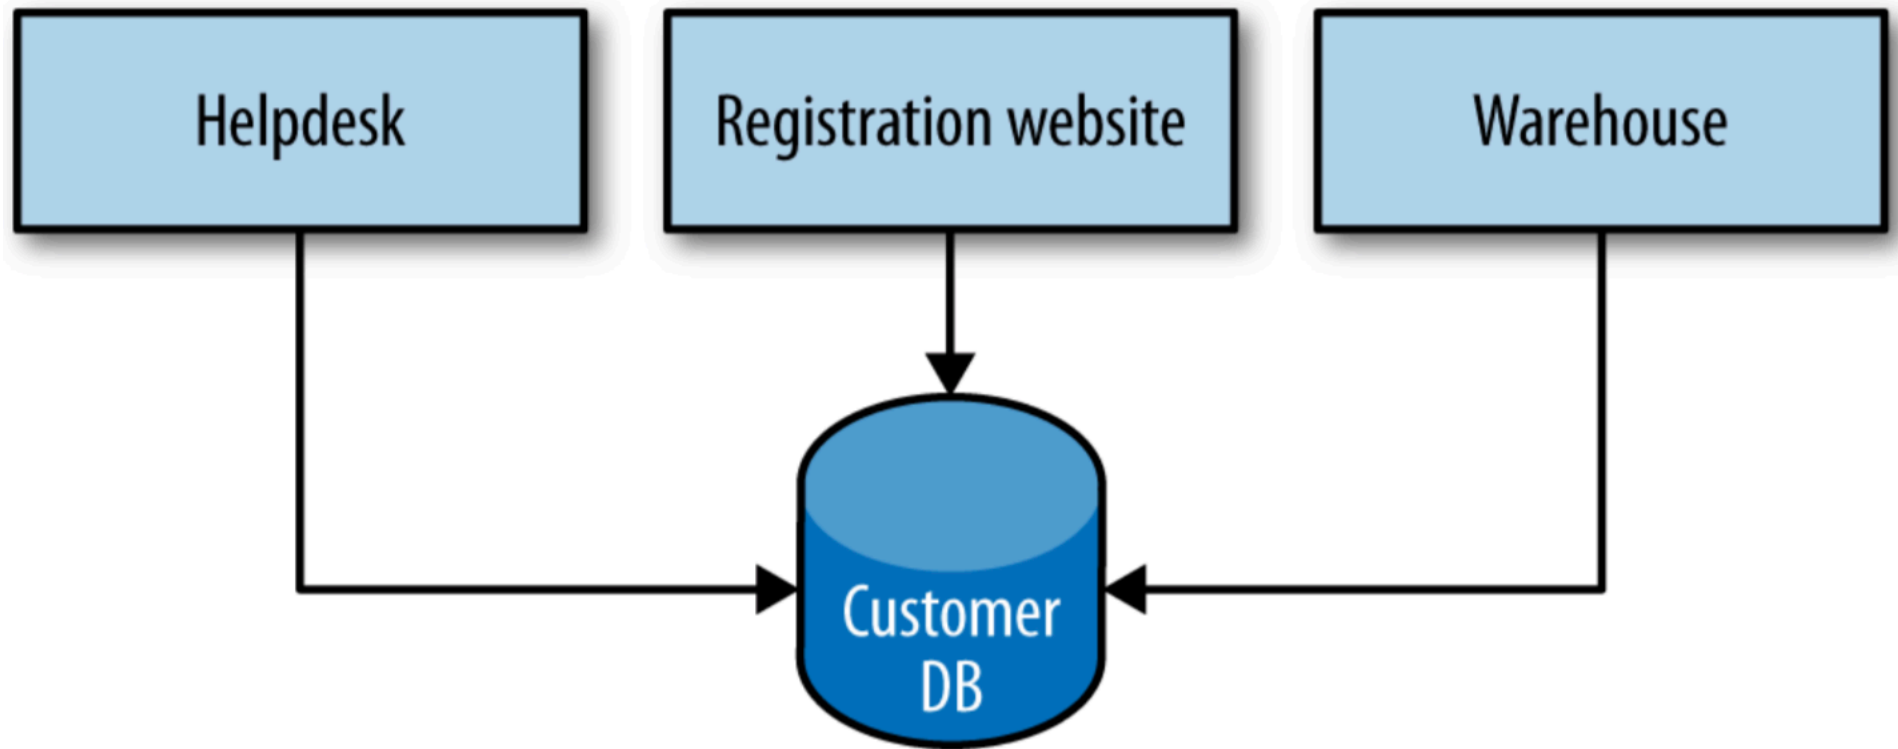 Helpdesk
Registration website
Warehouse
Customer
DB